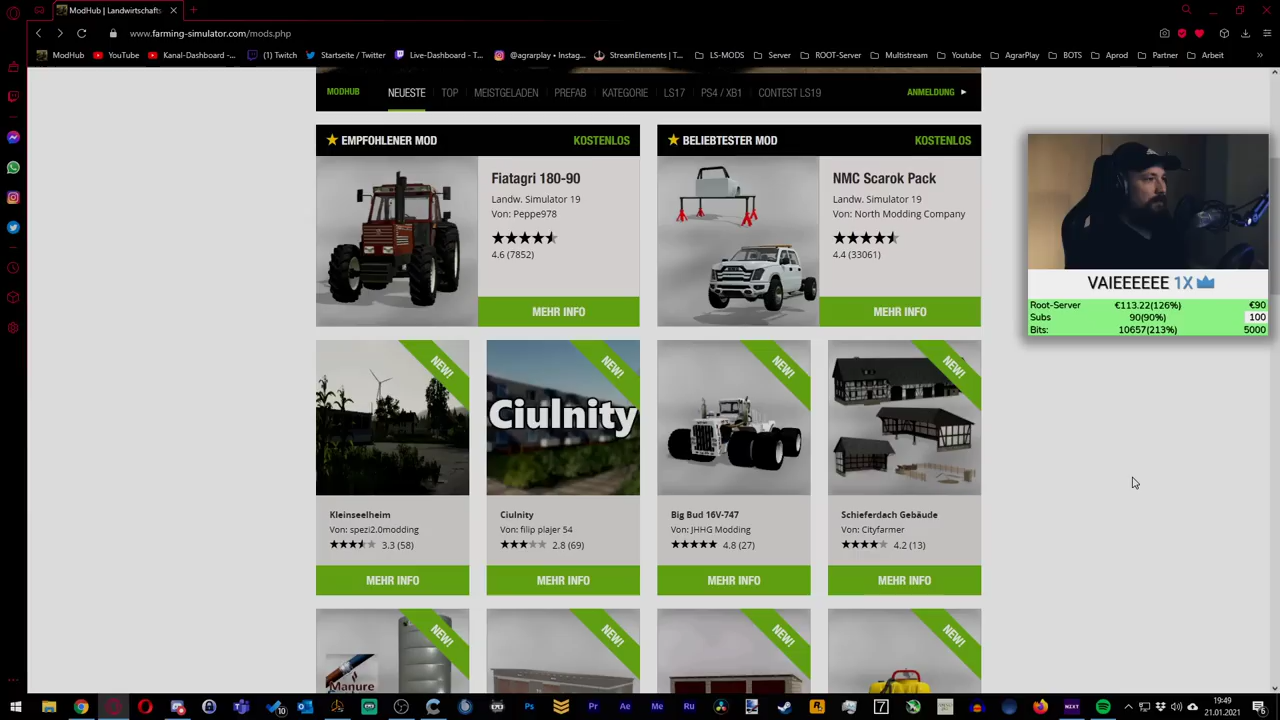 ModHub | Landwirtschafts
www.farming-simulator.com/mods.php
ModHub
YouTube
Kanal-Dashboard -...
(1) Twitch
Startseite / Twitter
Live-Dashboard - T...
@agrarplay • Instag...
StreamElements | T...
LS-MODS
Server
ROOT-Server
Multistream
Youtube
AgrarPlay
BOTS
Aprod
Partner
Arbeit
MODHUB
NEUESTE
TOP
MEISTGELADEN
PREFAB
KATEGORIE
LS17
PS4 / XB1
CONTEST LS19
ANMELDUNG
EMPFOHLENER MOD
KOSTENLOS
Fiatagri 180-90
Landw. Simulator 19
Von: Peppe978
4.6 (7852)
MEHR INFO
BELIEBTESTER MOD
KOSTENLOS
NMC Scarok Pack
Landw. Simulator 19
Von: North Modding Company
4.4 (33061)
MEHR INFO
VAIEEEEEE 1X
Root-Server €113.22(126%) €90
Subs 90(90%) 100
Bits: 10657(213%) 5000
NEW!
Kleinseelheim
Von: spezi2.0modding
3.3 (58)
MEHR INFO
NEW!
Ciulnity
Ciulnity
Von: filip plajer 54
2.8 (69)
MEHR INFO
NEW!
Big Bud 16V-747
Von: JHHG Modding
4.8 (27)
MEHR INFO
NEW!
Schieferdach Gebäude
Von: Cityfarmer
4.2 (13)
MEHR INFO
NEW!
Manure
NEW!
NEW!
NEW!
19:49
21.01.2021